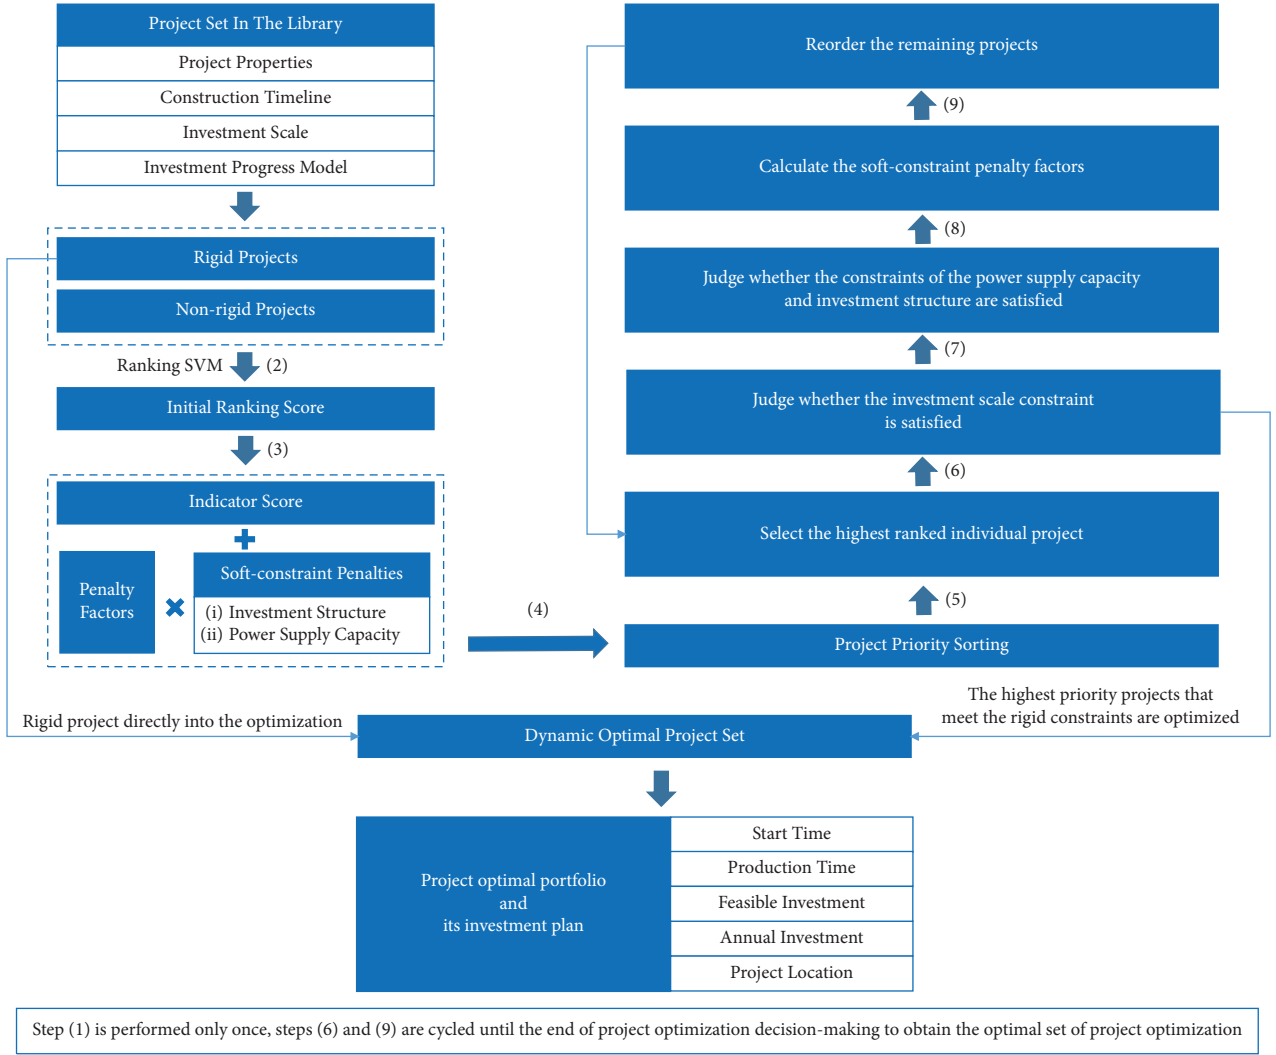 Project Set In The Library
Project Properties
Construction Timeline
Investment Scale
Investment Progress Model
Rigid Projects
Non-rigid Projects
Ranking SVM
(2)
Initial Ranking Score
(3)
Indicator Score
Penalty
Factors
Soft-constraint Penalties
(i) Investment Structure
(ii) Power Supply Capacity
(4)
Reorder the remaining projects
(9)
Calculate the soft-constraint penalty factors
(8)
Judge whether the constraints of the power supply capacity
and investment structure are satisfied
(7)
Judge whether the investment scale constraint
is satisfied
(6)
Select the highest ranked individual project
(5)
Project Priority Sorting
Rigid project directly into the optimization
The highest priority projects that
meet the rigid constraints are optimized
Dynamic Optimal Project Set
Project optimal portfolio
and
its investment plan
Start Time
Production Time
Feasible Investment
Annual Investment
Project Location
Step (1) is performed only once, steps (6) and (9) are cycled until the end of project optimization decision-making to obtain the optimal set of project optimization